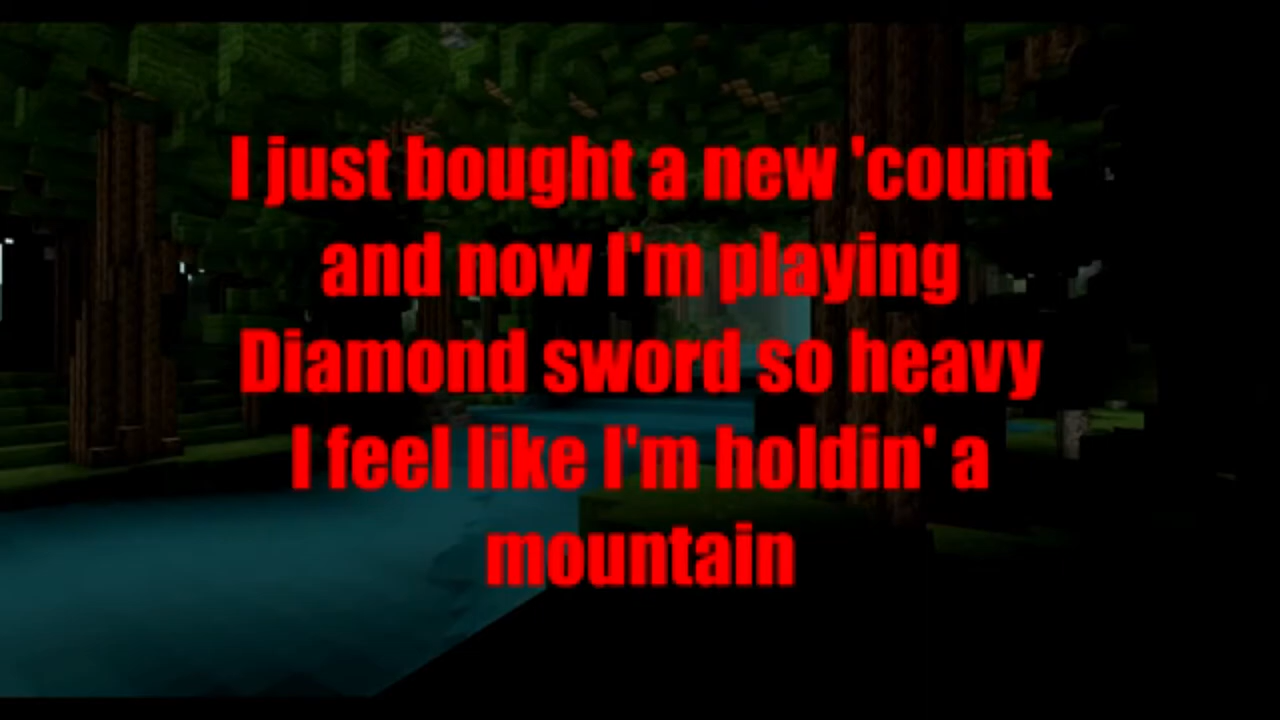 I just bought a new 'count
and now I'm playing
Diamond sword so heavy
I feel like I'm holdin' a
mountain